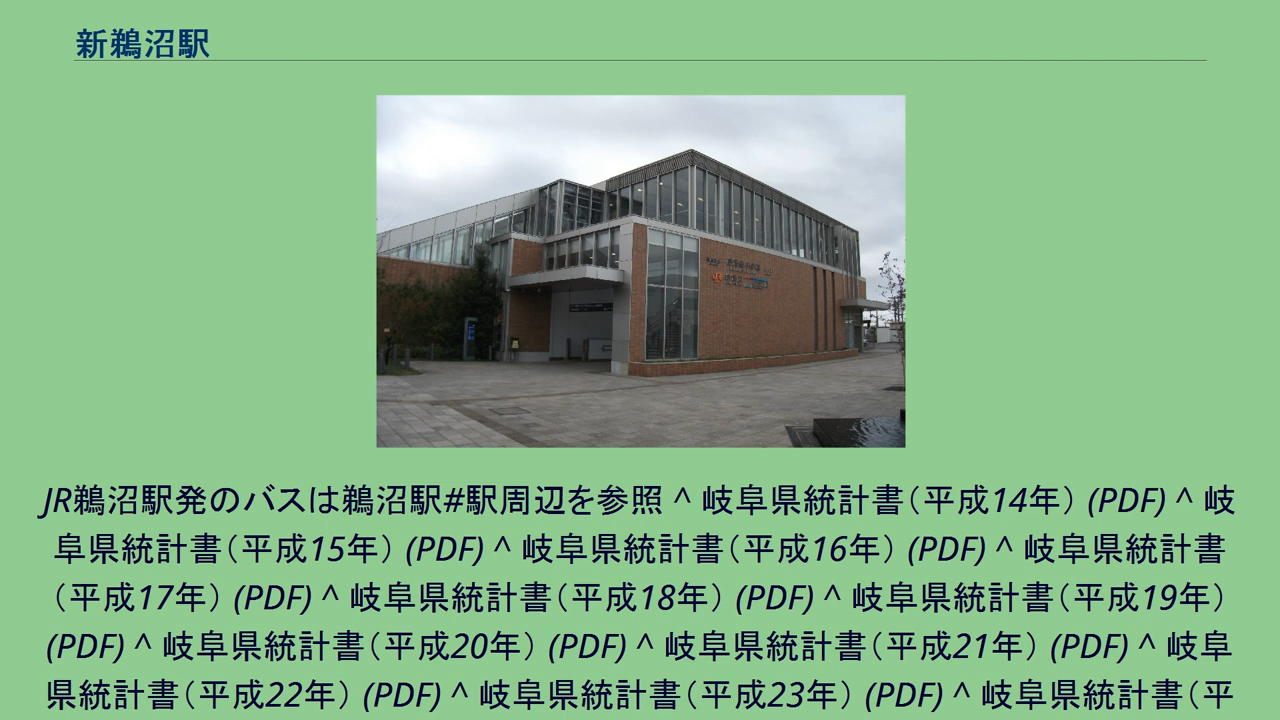 新鵜沼駅
JR鵜沼駅発のバスは鵜沼駅#駅周辺を参照 ^ 岐阜県統計書（平成14年） (PDF) ^ 岐
阜県統計書（平成15年） (PDF) ^ 岐阜県統計書（平成16年） (PDF) ^ 岐阜県統計書
（平成17年） (PDF) ^ 岐阜県統計書（平成18年） (PDF) ^ 岐阜県統計書（平成19年）
(PDF) ^ 岐阜県統計書（平成20年） (PDF) ^ 岐阜県統計書（平成21年） (PDF) ^ 岐阜
県統計書（平成22年） (PDF) ^ 岐阜県統計書（平成23年） (PDF) ^ 岐阜県統計書（平